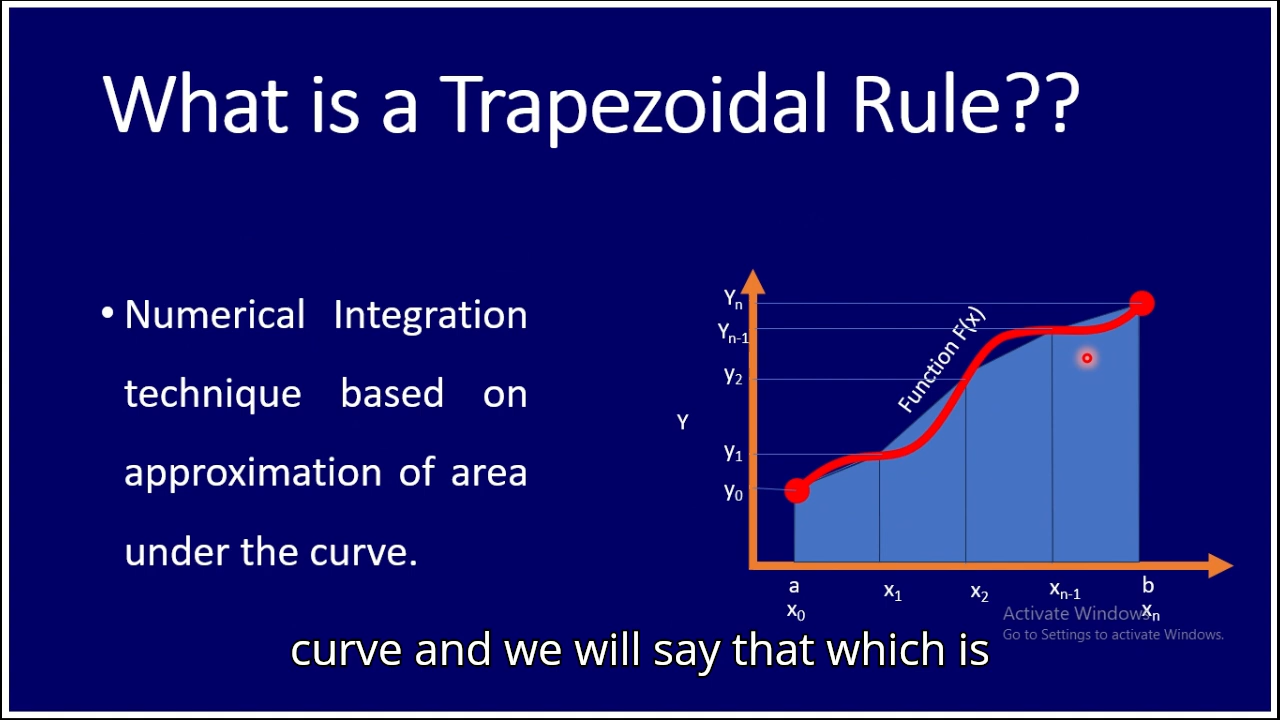 What is a Trapezoidal Rule??
• Numerical Integration
technique based on
approximation of area
under the curve.
Yn
Yn-1
y2
Y
y1
y0
Function F(x)
a
x0
x1
x2
xn-1
b
xn
Activate Windows
Go to Settings to activate Windows.
curve and we will say that which is